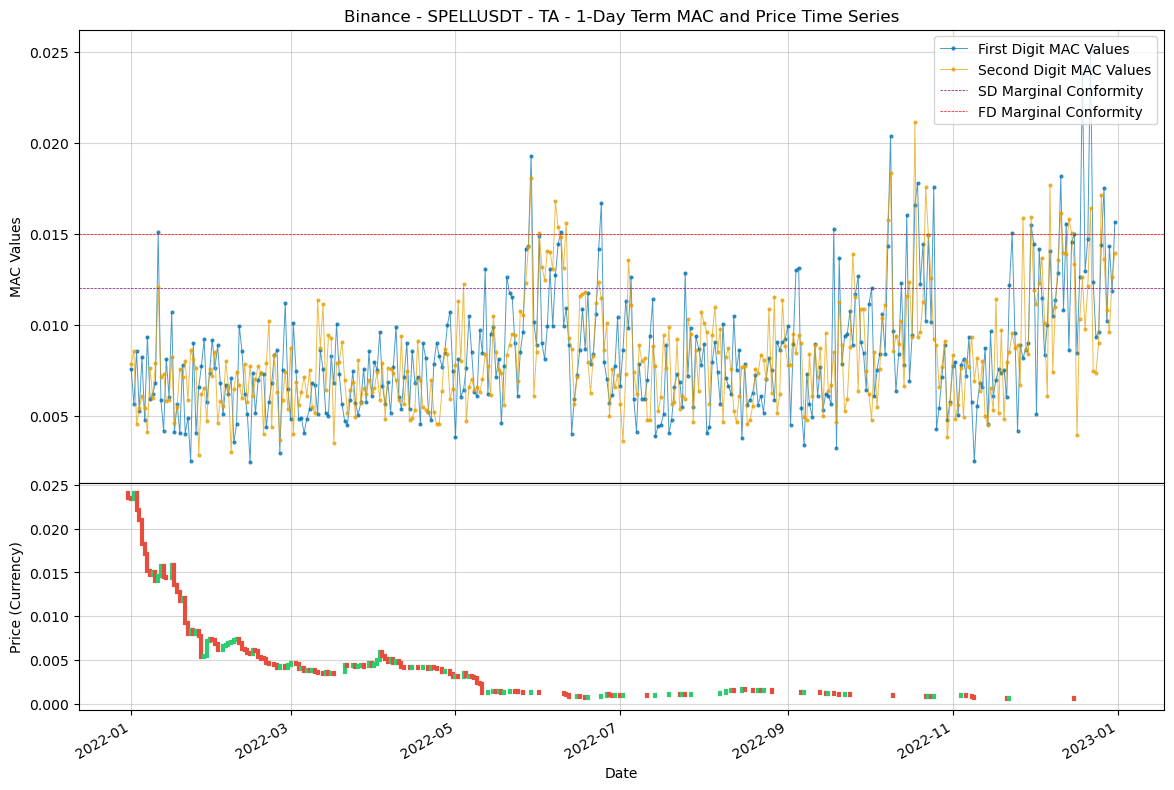 Binance - SPELLUSDT - TA - 1-Day Term MAC and Price Time Series
First Digit MAC Values
Second Digit MAC Values
SD Marginal Conformity
FD Marginal Conformity
MAC Values
0.025
0.020
0.015
0.010
0.005
Price (Currency)
0.025
0.020
0.015
0.010
0.005
0.000
2022-01
2022-03
2022-05
2022-07
2022-09
2022-11
2023-01
Date